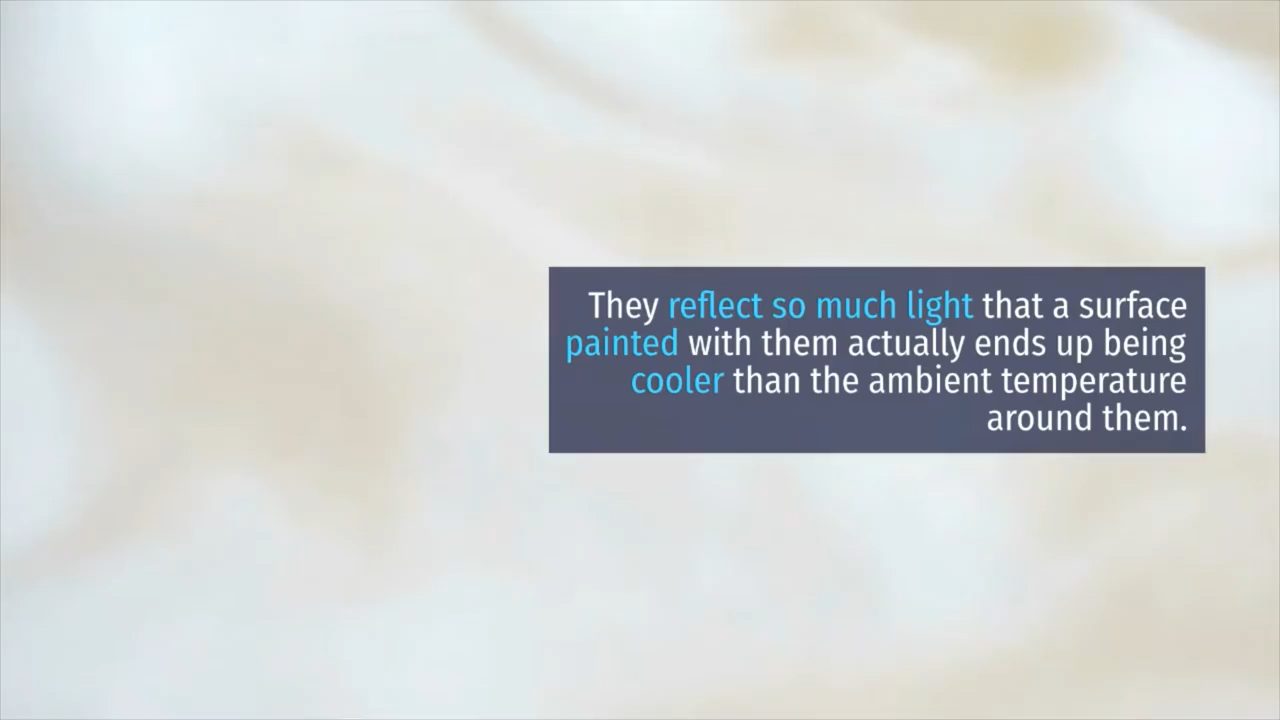 They reflect so much light that a surface
painted with them actually ends up being
cooler than the ambient temperature
around them.